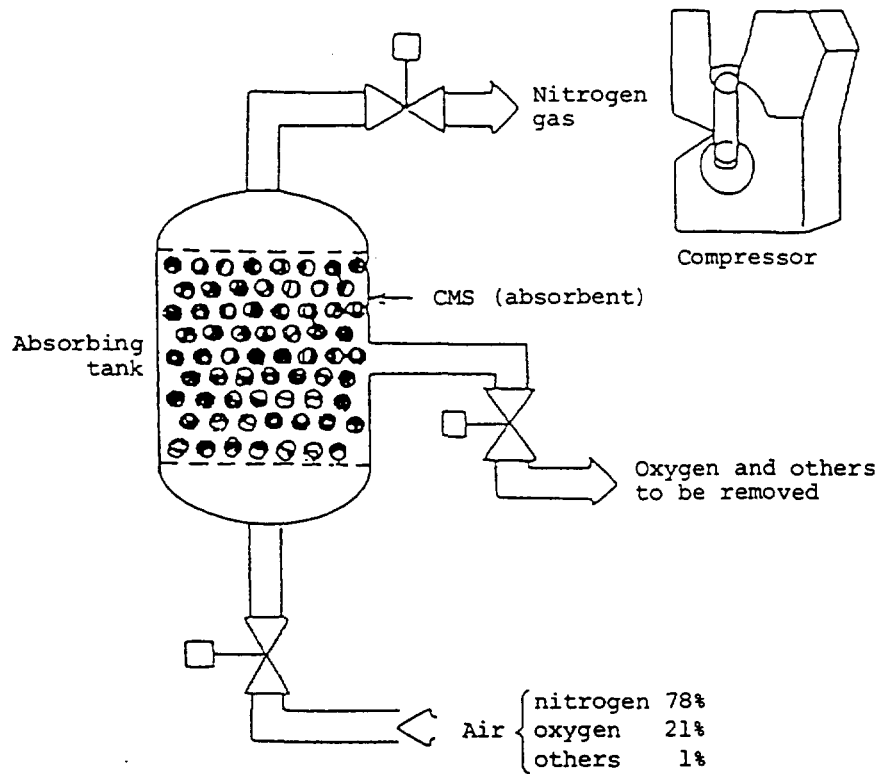 Nitrogen
gas
Compressor
CMS (absorbent)
Absorbing
tank
Oxygen and others
to be removed
Air
nitrogen 78%
oxygen 21%
others 1%